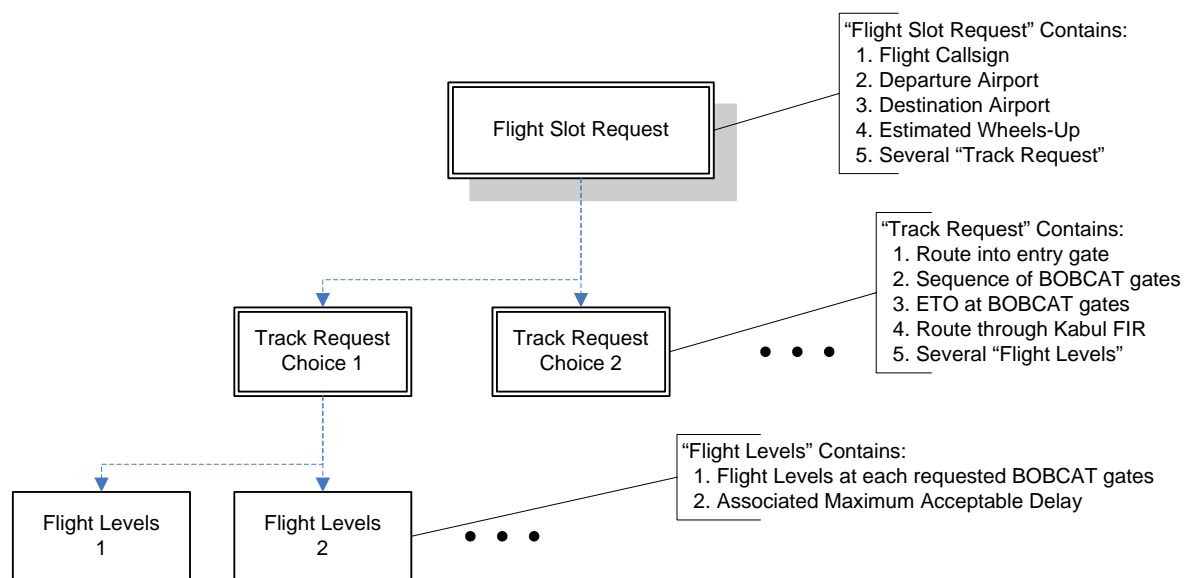 “Flight Slot Request” Contains:
1. Flight Callsign
2. Departure Airport
3. Destination Airport
4. Estimated Wheels-Up
5. Several “Track Request”
Flight Slot Request
“Track Request” Contains:
1. Route into entry gate
2. Sequence of BOBCAT gates
3. ETO at BOBCAT gates
4. Route through Kabul FIR
5. Several “Flight Levels”
Track Request
Choice 1
Track Request
Choice 2
“Flight Levels” Contains:
1. Flight Levels at each requested BOBCAT gates
2. Associated Maximum Acceptable Delay
Flight Levels
1
Flight Levels
2